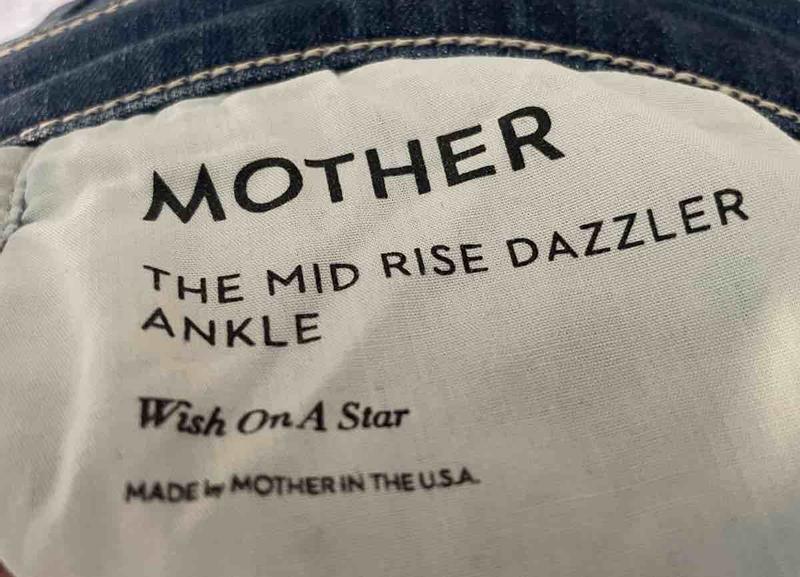 MOTHER
THE MID RISE DAZZLER
ANKLE
Wish On A Star
MADE by MOTHER IN THE U.S.A.